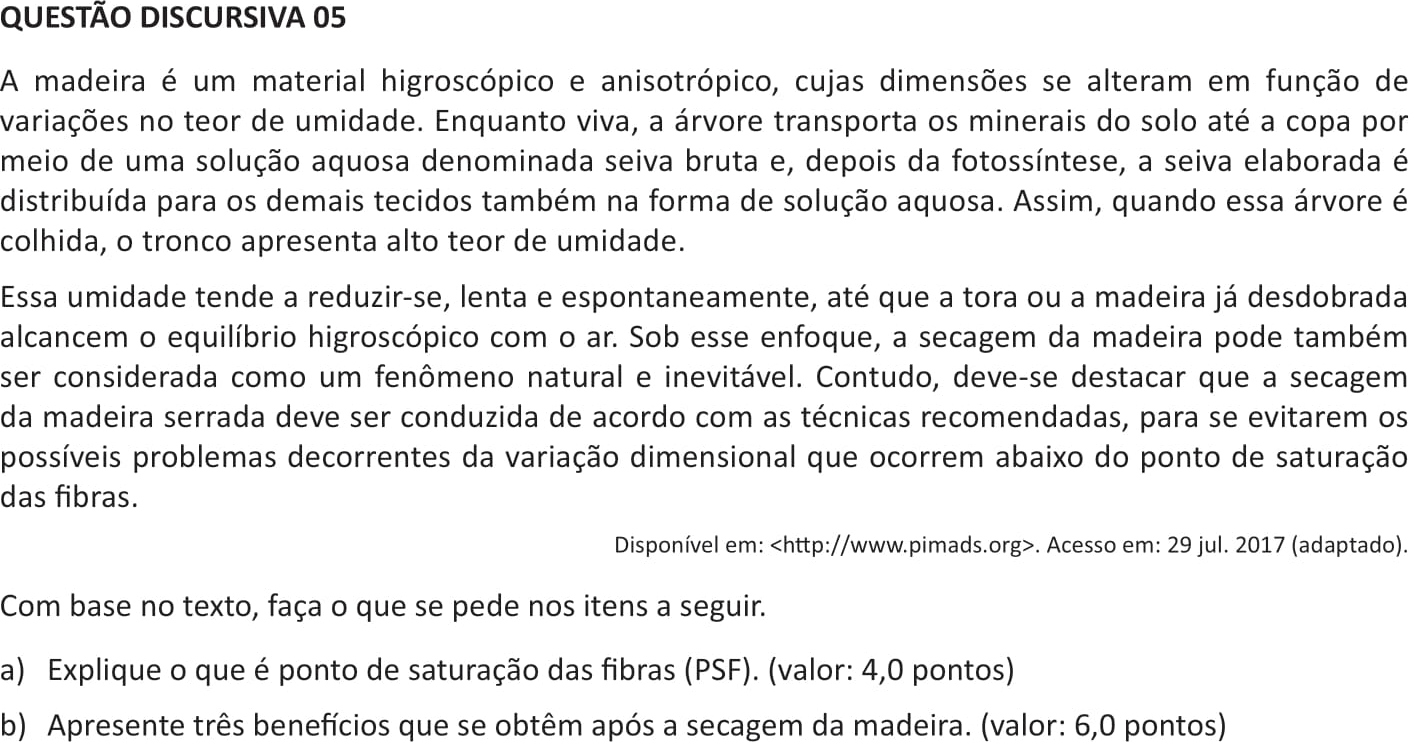 QUESTÃO DISCURSIVA 05
A madeira é um material higroscópico e anisotrópico, cujas dimensões se alteram em função de
variações no teor de umidade. Enquanto viva, a árvore transporta os minerais do solo até a copa por
meio de uma solução aquosa denominada seiva bruta e, depois da fotossíntese, a seiva elaborada é
distribuída para os demais tecidos também na forma de solução aquosa. Assim, quando essa árvore é
colhida, o tronco apresenta alto teor de umidade.
Essa umidade tende a reduzir-se, lenta e espontaneamente, até que a tora ou a madeira já desdobrada
alcancem o equilíbrio higroscópico com o ar. Sob esse enfoque, a secagem da madeira pode também
ser considerada como um fenômeno natural e inevitável. Contudo, deve-se destacar que a secagem
da madeira serrada deve ser conduzida de acordo com as técnicas recomendadas, para se evitarem os
possíveis problemas decorrentes da variação dimensional que ocorrem abaixo do ponto de saturação
das fibras.
Disponível em: <http://www.pimads.org>. Acesso em: 29 jul. 2017 (adaptado).
Com base no texto, faça o que se pede nos itens a seguir.
a) Explique o que é ponto de saturação das fibras (PSF). (valor: 4,0 pontos)
b) Apresente três benefícios que se obtêm após a secagem da madeira. (valor: 6,0 pontos)